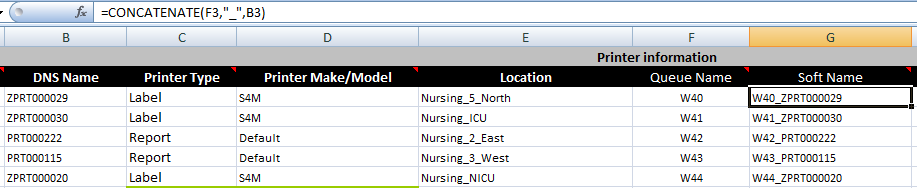 fx =CONCATENATE(F3,"_",B3)
B C D E F G
Printer information
DNS Name Printer Type Printer Make/Model Location Queue Name Soft Name
ZPRT000029 Label S4M Nursing_5_North W40 W40_ZPRT000029
ZPRT000030 Label S4M Nursing_ICU W41 W41_ZPRT000030
PRT000222 Report Default Nursing_2_East W42 W42_PRT000222
PRT000115 Report Default Nursing_3_West W43 W43_PRT000115
ZPRT000020 Label S4M Nursing_NICU W44 W44_ZPRT000020